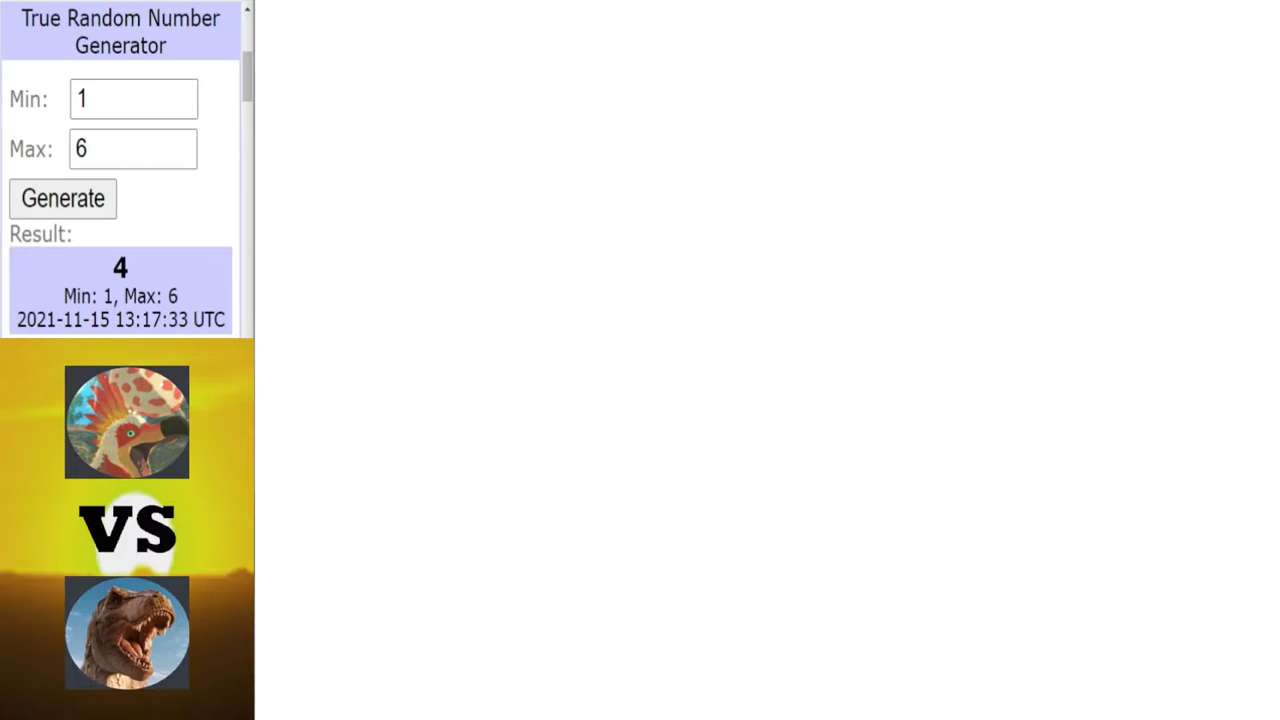 True Random Number
Generator
Min: 1
Max: 6
Generate
Result:
4
Min: 1, Max: 6
2021-11-15 13:17:33 UTC
VS